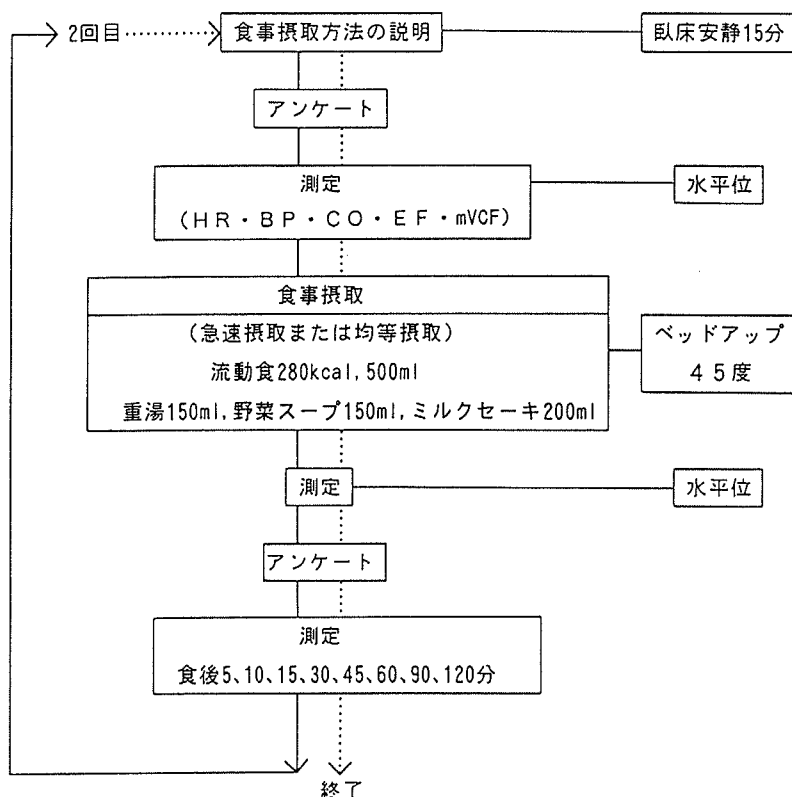 2回目
食事摂取方法の説明
臥床安静15分
アンケート
測定
(HR・BP・CO・EF・mVCF)
水平位
食事摂取
(急速摂取または均等摂取)
流動食280kcal,500ml
重湯150ml,野菜スープ150ml,ミルクセーキ200ml
ベッドアップ
45度
測定
水平位
アンケート
測定
食後5、10、15、30、45、60、90、120分
終了